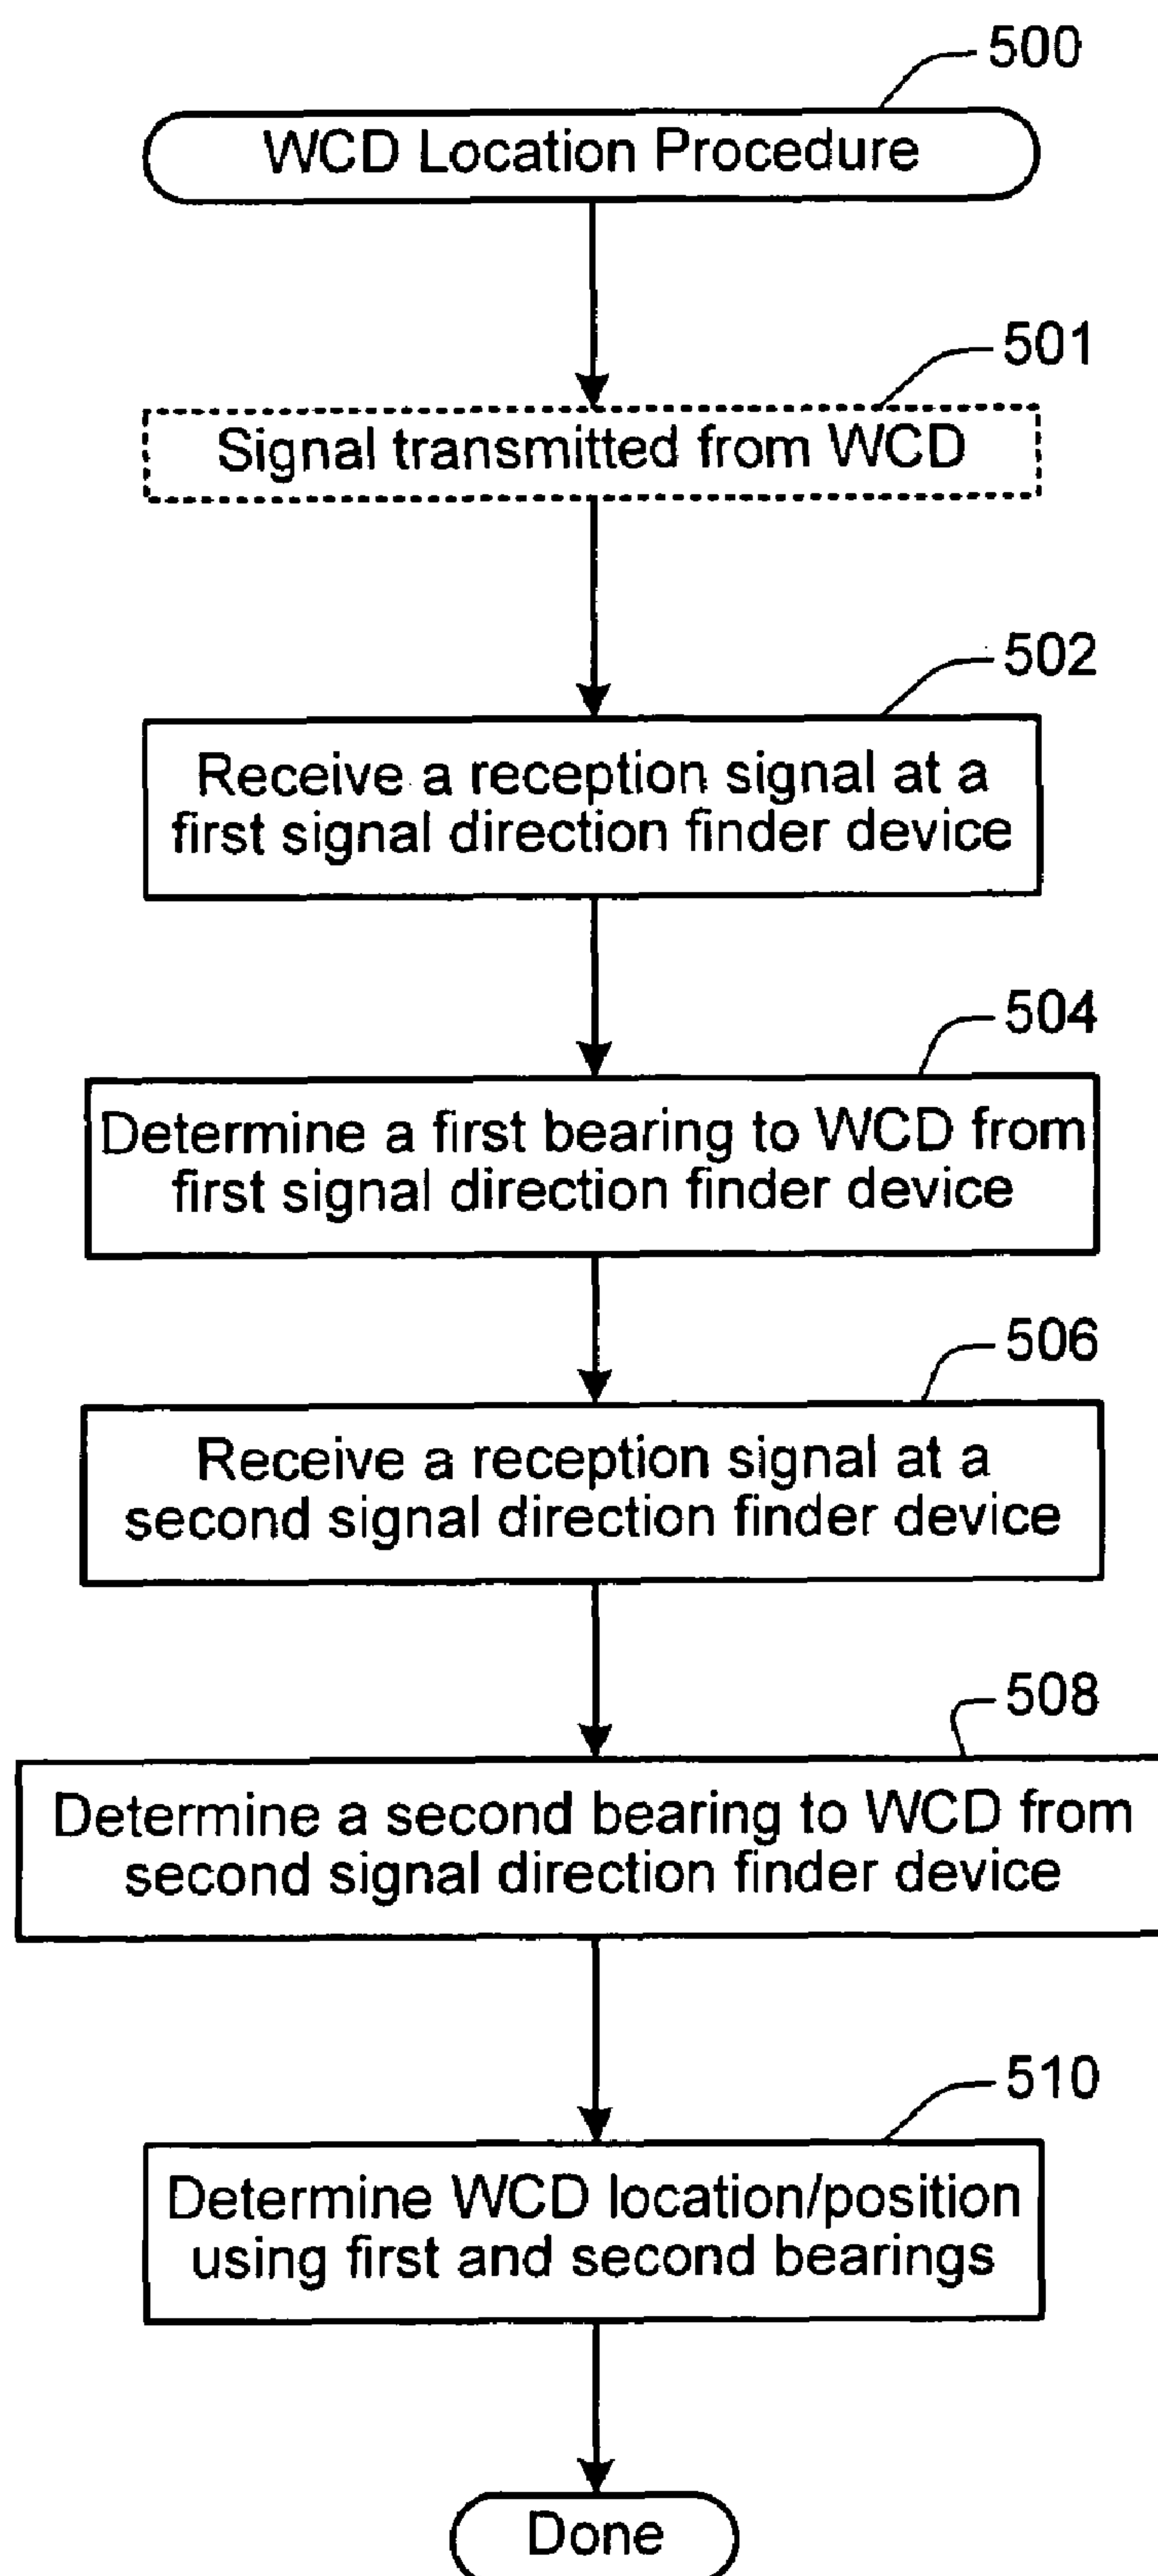 500
WCD Location Procedure
501
Signal transmitted from WCD
502
Receive a reception signal at a
first signal direction finder device
504
Determine a first bearing to WCD from
first signal direction finder device
506
Receive a reception signal at a
second signal direction finder device
508
Determine a second bearing to WCD from
second signal direction finder device
510
Determine WCD location/position
using first and second bearings
Done